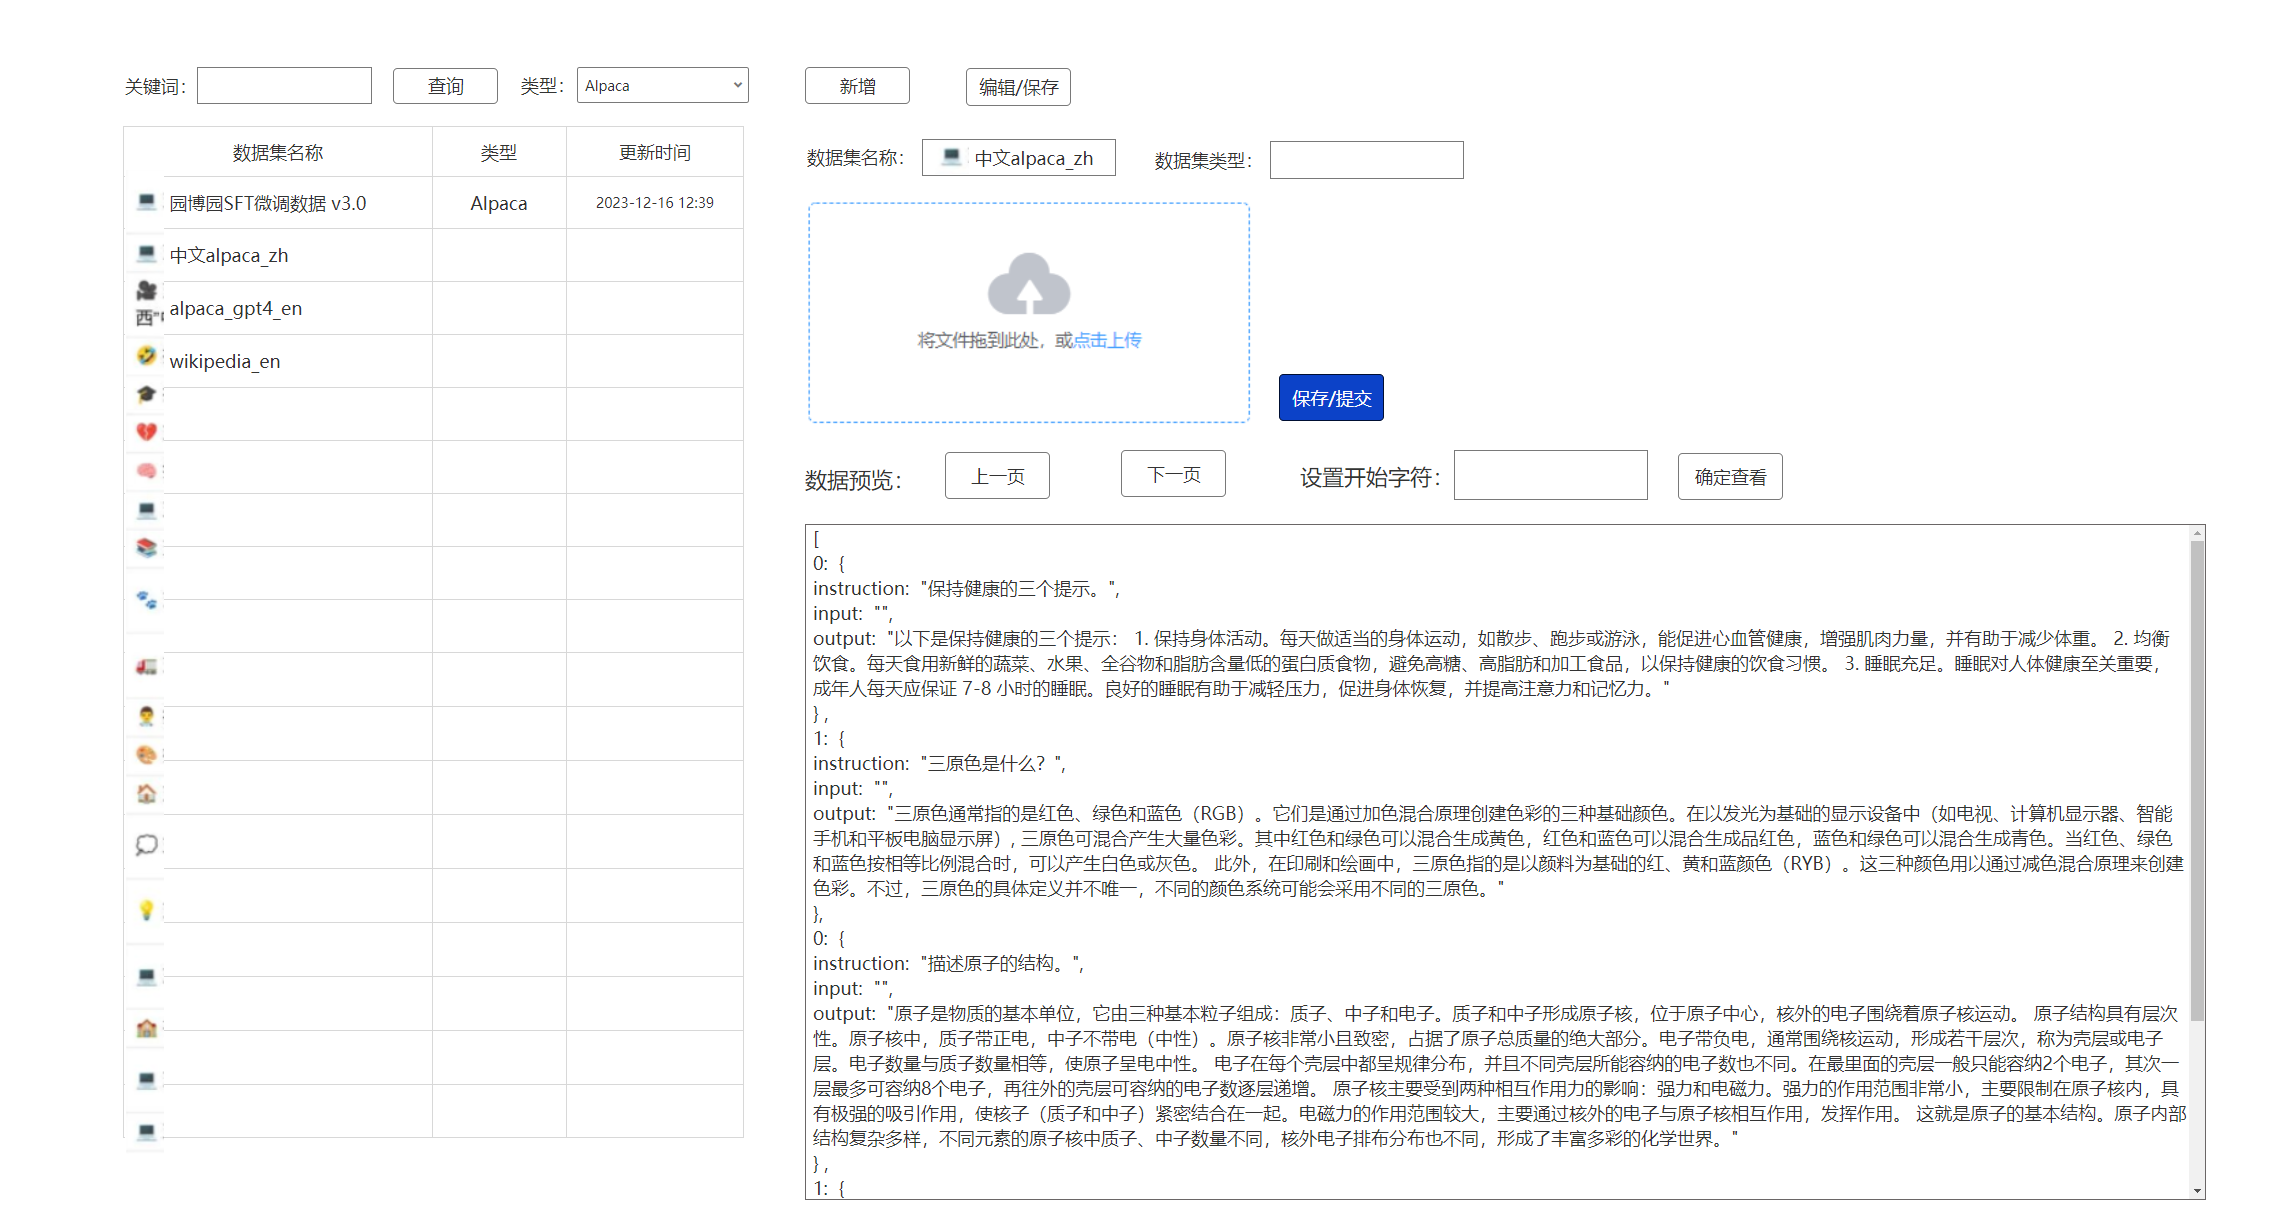 关键词： 查询 类型： Alpaca 新增 编辑/保存
数据集名称 类型 更新时间
园博园SFT微调数据 v3.0 Alpaca 2023-12-16 12:39
中文alpaca_zh
西"
alpaca_gpt4_en
wikipedia_en
数据集名称： 中文alpaca_zh 数据集类型：
将文件拖到此处，或点击上传
保存/提交
数据预览： 上一页 下一页 设置开始字符： 确定查看
[
0: {
instruction: "保持健康的三个提示。",
input: "",
output: "以下是保持健康的三个提示： 1. 保持身体活动。每天做适当的身体运动，如散步、跑步或游泳，能促进心血管健康，增强肌肉力量，并有助于减少体重。 2. 均衡
饮食。每天食用新鲜的蔬菜、水果、全谷物和脂肪含量低的蛋白质食物，避免高糖、高脂肪和加工食品，以保持健康的饮食习惯。 3. 睡眠充足。睡眠对人体健康至关重要，
成年人每天应保证 7-8 小时的睡眠。良好的睡眠有助于减轻压力，促进身体恢复，并提高注意力和记忆力。"
} ,
1: {
instruction: "三原色是什么？",
input: "",
output: "三原色通常指的是红色、绿色和蓝色（RGB）。它们是通过加色混合原理创建色彩的三种基础颜色。在以发光为基础的显示设备中（如电视、计算机显示器、智能
手机和平板电脑显示屏）, 三原色可混合产生大量色彩。其中红色和绿色可以混合生成黄色，红色和蓝色可以混合生成品红色，蓝色和绿色可以混合生成青色。当红色、绿色
和蓝色按相等比例混合时，可以产生白色或灰色。 此外，在印刷和绘画中，三原色指的是以颜料为基础的红、黄和蓝颜色（RYB）。这三种颜色用以通过减色混合原理来创建
色彩。不过，三原色的具体定义并不唯一，不同的颜色系统可能会采用不同的三原色。"
},
0: {
instruction: "描述原子的结构。",
input: "",
output: "原子是物质的基本单位，它由三种基本粒子组成：质子、中子和电子。质子和中子形成原子核，位于原子中心，核外的电子围绕着原子核运动。 原子结构具有层次
性。原子核中，质子带正电，中子不带电（中性）。原子核非常小且致密，占据了原子总质量的绝大部分。电子带负电，通常围绕核运动，形成若干层次，称为壳层或电子
层。电子数量与质子数量相等，使原子呈电中性。 电子在每个壳层中都呈规律分布，并且不同壳层所能容纳的电子数也不同。在最里面的壳层一般只能容纳2个电子，其次一
层最多可容纳8个电子，再往外的壳层可容纳的电子数逐层递增。 原子核主要受到两种相互作用力的影响：强力和电磁力。强力的作用范围非常小，主要限制在原子核内，具
有极强的吸引作用，使核子（质子和中子）紧密结合在一起。电磁力的作用范围较大，主要通过核外的电子与原子核相互作用，发挥作用。 这就是原子的基本结构。原子内部
结构复杂多样，不同元素的原子核中质子、中子数量不同，核外电子排布分布也不同，形成了丰富多彩的化学世界。"
} ,
1: {